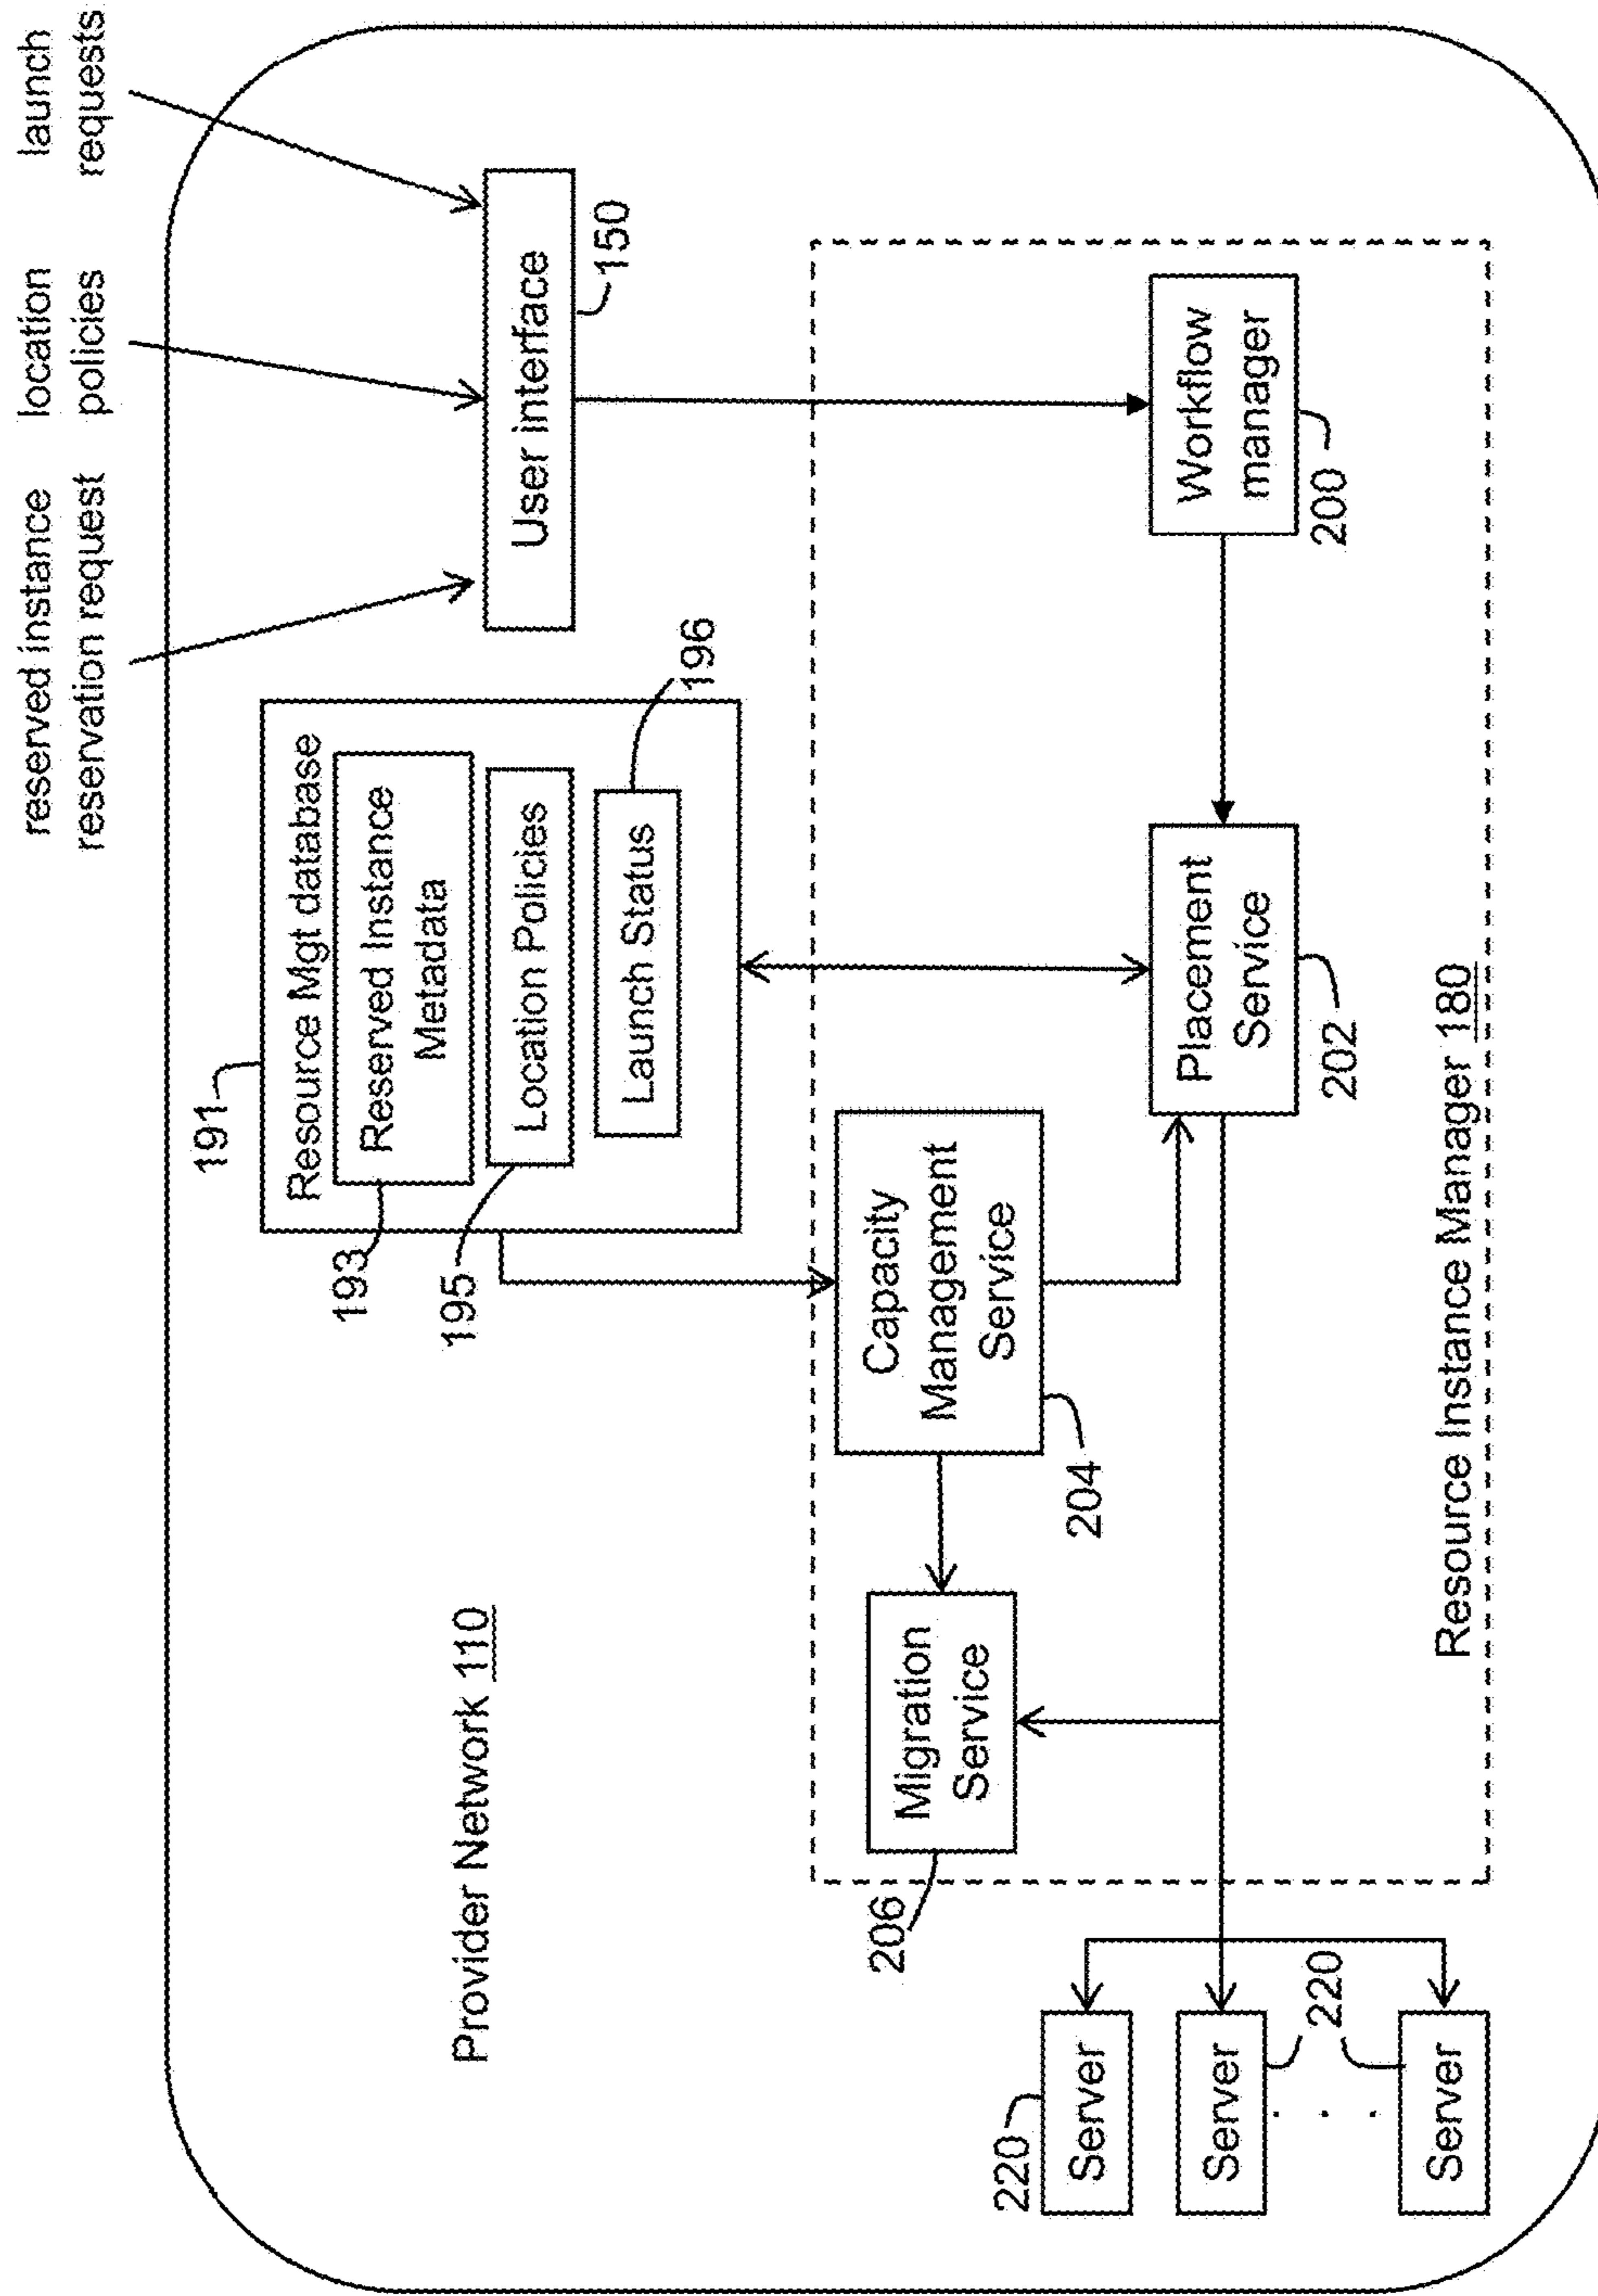 reserved instance
reservation request
location
policies
launch
requests
191
Resource Mgt database
193
Reserved Instance
Metadata
195
Location Policies
Launch Status
196
User interface
150
Provider Network 110
206
Migration
Service
Capacity
Management
Service
204
Placement
Service
202
Workflow
manager
200
Resource Instance Manager 180
220
Server
Server
220
. . .
Server